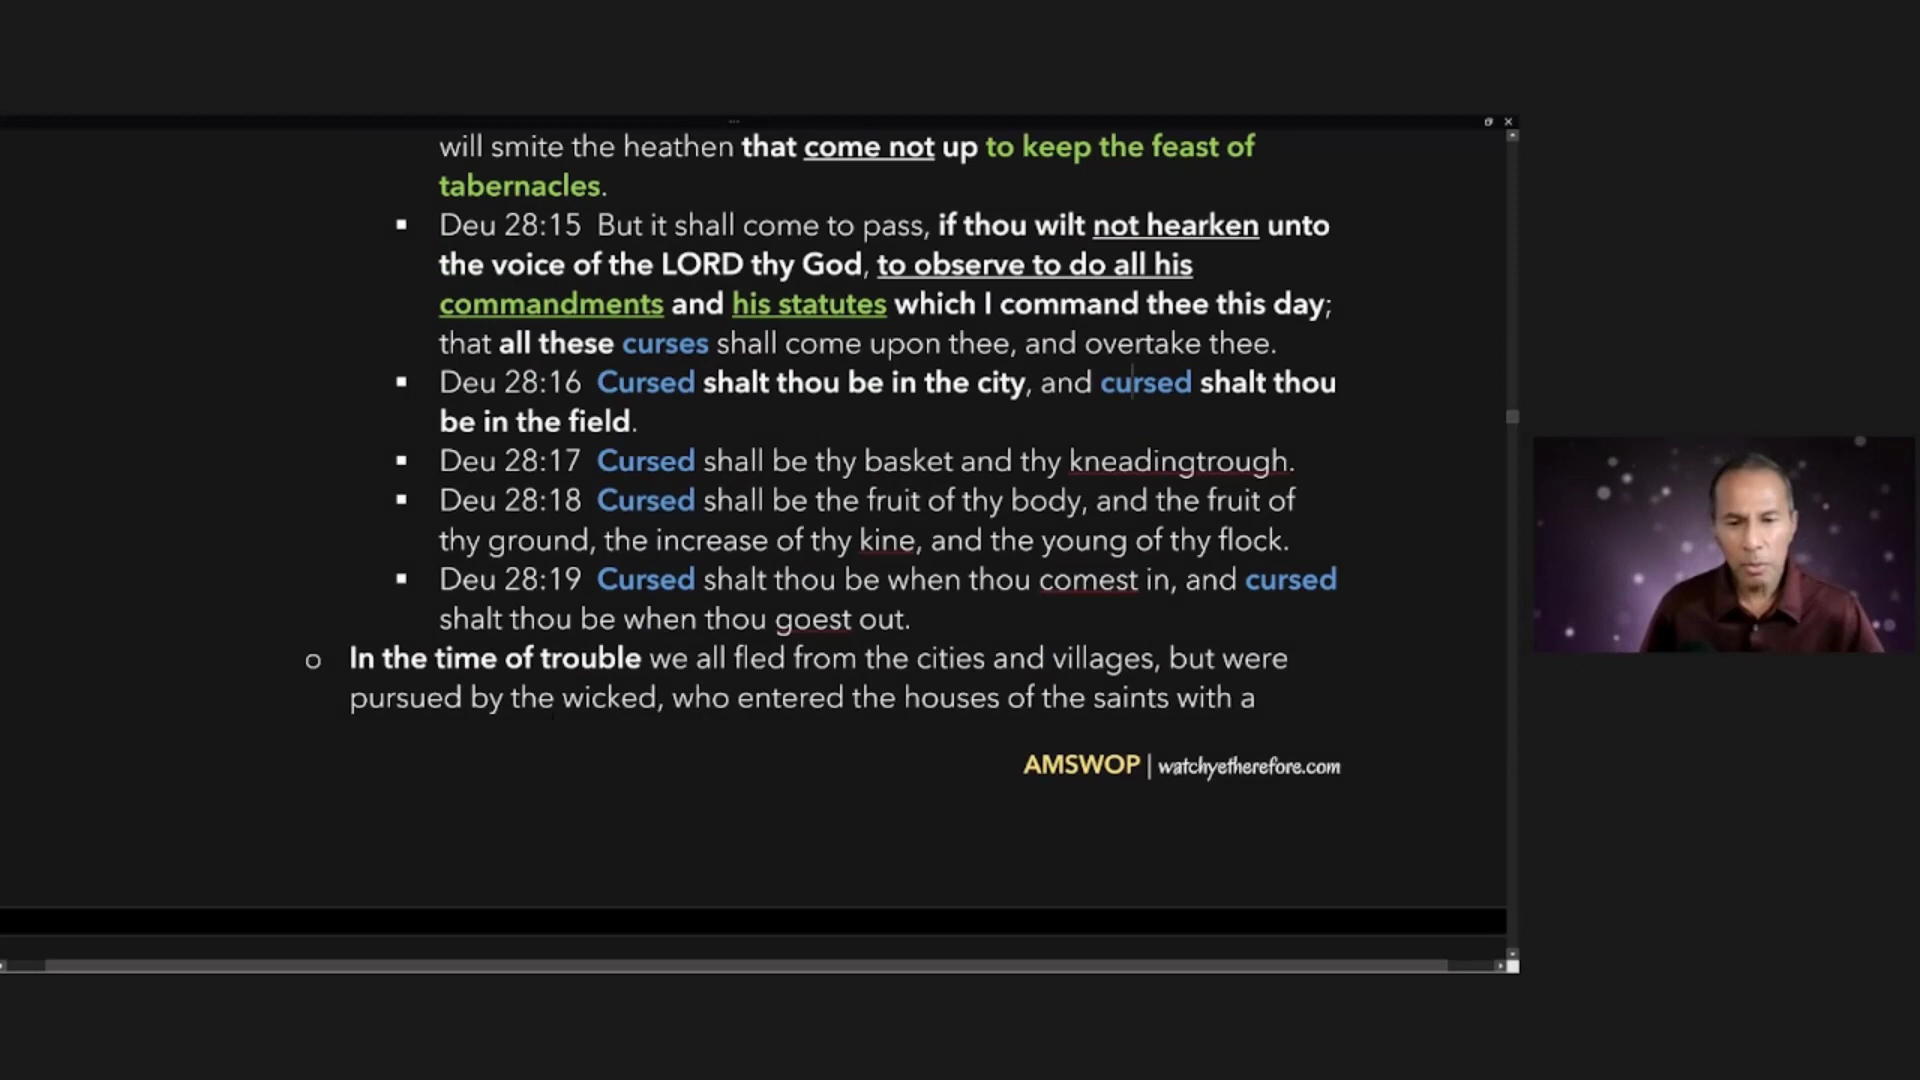 will smite the heathen that come not up to keep the feast of
tabernacles.
▪ Deu 28:15 But it shall come to pass, if thou wilt not hearken unto
the voice of the LORD thy God, to observe to do all his
commandments and his statutes which I command thee this day;
that all these curses shall come upon thee, and overtake thee.
▪ Deu 28:16 Cursed shalt thou be in the city, and cursed shalt thou
be in the field.
▪ Deu 28:17 Cursed shall be thy basket and thy kneadingtrough.
▪ Deu 28:18 Cursed shall be the fruit of thy body, and the fruit of
thy ground, the increase of thy kine, and the young of thy flock.
▪ Deu 28:19 Cursed shalt thou be when thou comest in, and cursed
shalt thou be when thou goest out.
o In the time of trouble we all fled from the cities and villages, but were
pursued by the wicked, who entered the houses of the saints with a
AMSWOP | watchyetherefore.com